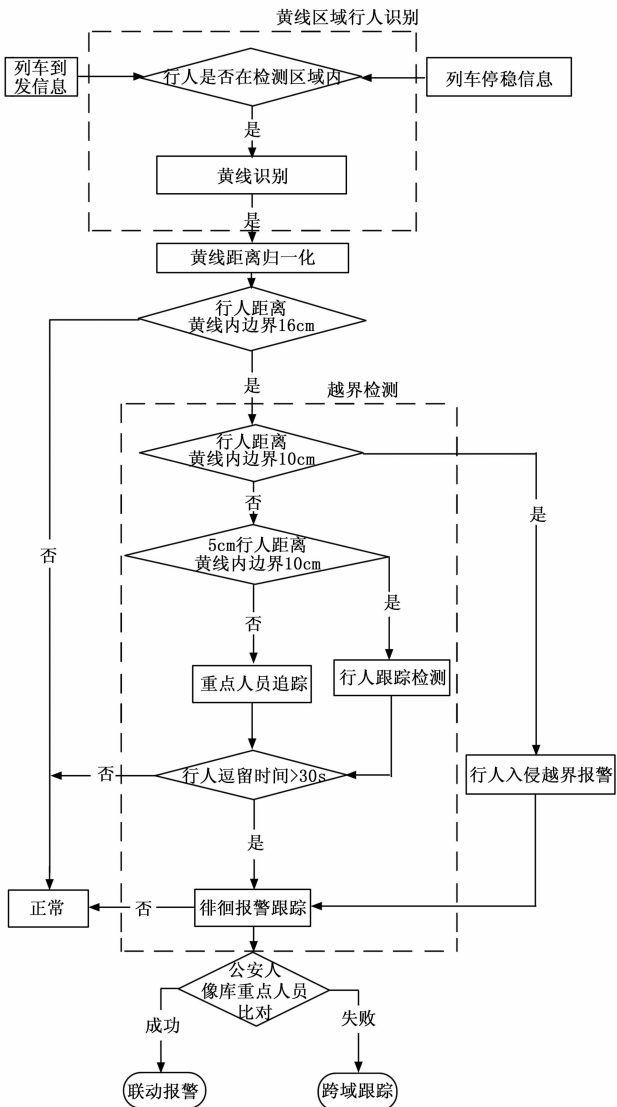 黄线区域行人识别
列车到
发信息
行人是否在检测区域内
列车停稳信息
是
黄线识别
是
黄线距离归一化
行人距离
黄线内边界16cm
是
越界检测
行人距离
黄线内边界10cm
是
否
否
5cm行人距离
黄线内边界10cm
是
否
重点人员追踪
行人跟踪检测
否
行人逗留时间>30s
行人入侵越界报警
是
正常
否
徘徊报警跟踪
公安人
像库重点人员
比对
成功
失败
联动报警
跨域跟踪